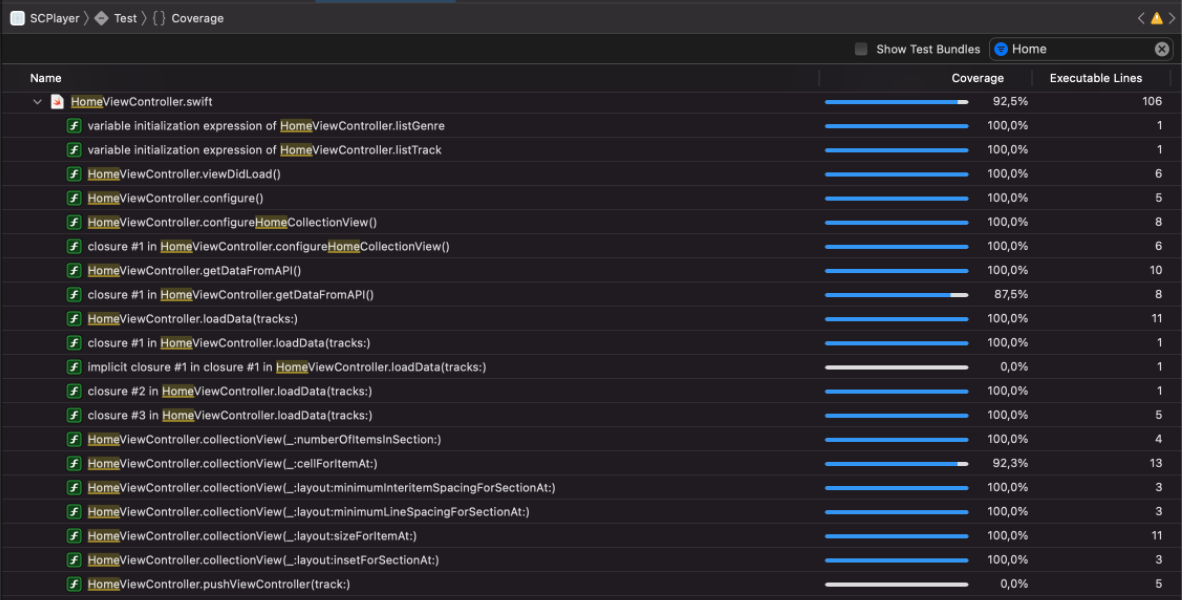 SCPlayer 〉 Test 〉 { } Coverage
Show Test Bundles Home
Name Coverage Executable Lines
HomeViewController.swift 92,5% 106
variable initialization expression of HomeViewController.listGenre 100,0% 1
variable initialization expression of HomeViewController.listTrack 100,0% 1
HomeViewController.viewDidLoad() 100,0% 6
HomeViewController.configure() 100,0% 5
HomeViewController.configureHomeCollectionView() 100,0% 8
closure #1 in HomeViewController.configureHomeCollectionView() 100,0% 6
HomeViewController.getDataFromAPI() 100,0% 10
closure #1 in HomeViewController.getDataFromAPI() 87,5% 8
HomeViewController.loadData(tracks:) 100,0% 11
closure #1 in HomeViewController.loadData(tracks:) 100,0% 1
implicit closure #1 in closure #1 in HomeViewController.loadData(tracks:) 0,0% 1
closure #2 in HomeViewController.loadData(tracks:) 100,0% 1
closure #3 in HomeViewController.loadData(tracks:) 100,0% 5
HomeViewController.collectionView(_:numberOfItemsInSection:) 100,0% 4
HomeViewController.collectionView(_:cellForItemAt:) 92,3% 13
HomeViewController.collectionView(_:layout:minimumInteritemSpacingForSectionAt:) 100,0% 3
HomeViewController.collectionView(_:layout:minimumLineSpacingForSectionAt:) 100,0% 3
HomeViewController.collectionView(_:layout:sizeForItemAt:) 100,0% 11
HomeViewController.collectionView(_:layout:insetForSectionAt:) 100,0% 3
HomeViewController.pushViewController(track:) 0,0% 5